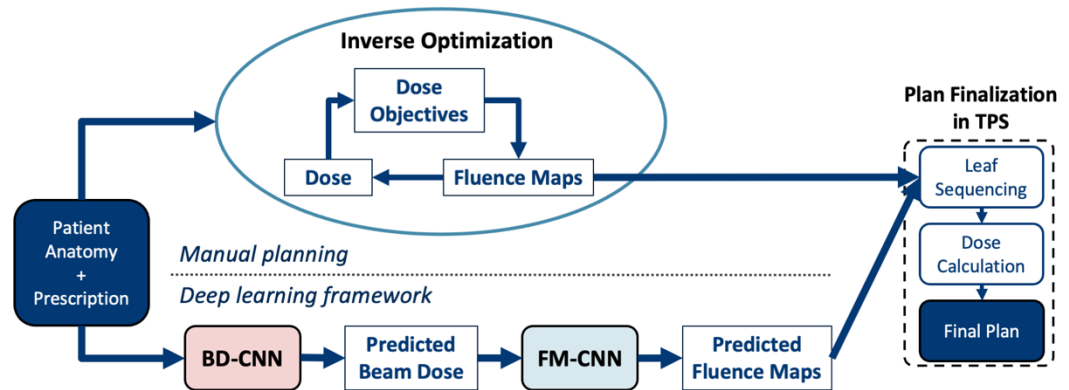 Inverse Optimization
Dose
Objectives
Dose
Fluence Maps
Plan Finalization
in TPS
Leaf
Sequencing
Dose
Calculation
Final Plan
Patient
Anatomy
+
Prescription
Manual planning
Deep learning framework
BD-CNN
Predicted
Beam Dose
FM-CNN
Predicted
Fluence Maps